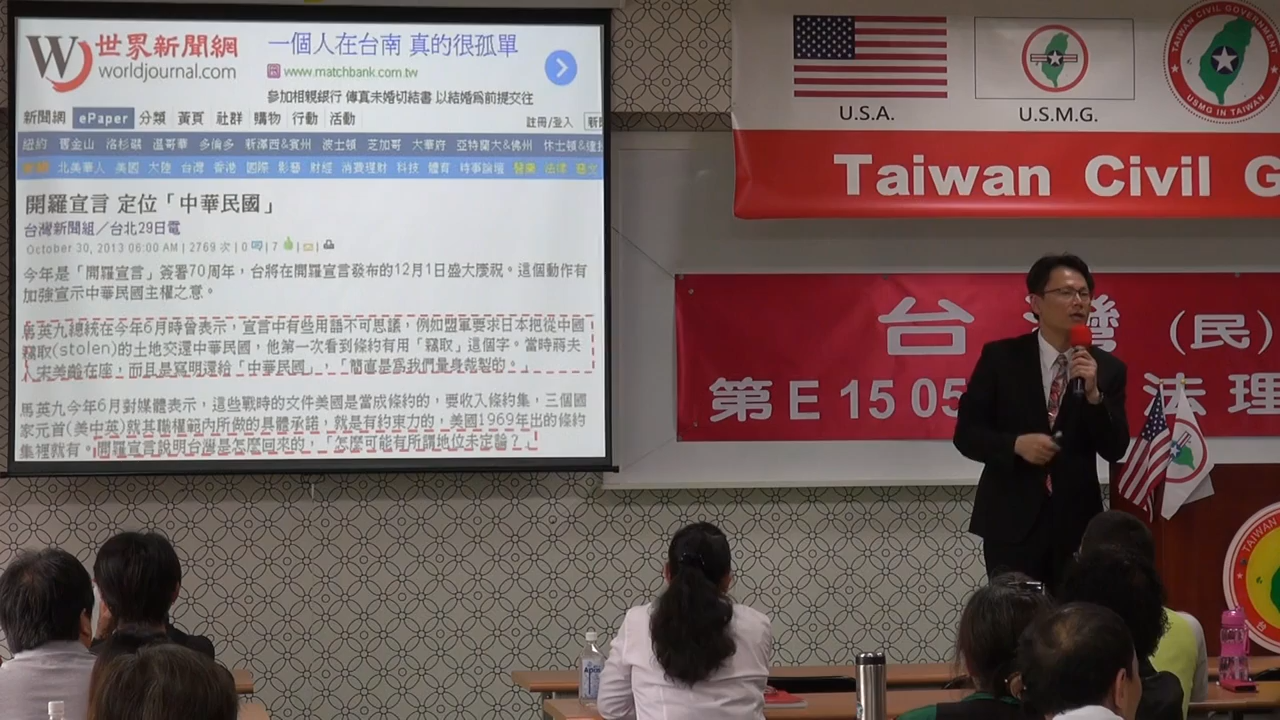 世界新聞網
worldjournal.com
一個人在台南 真的很孤單
www.matchbank.com.tw
參加相親銀行 傳真未婚切結書 以結婚為前提交往
新聞網 ePaper 分類 黃頁 社群 購物 行動 活動
註冊/登入
紐約 舊金山 洛杉磯 溫哥華 多倫多 新澤西&賓州 波士頓 芝加哥 大華府 亞特蘭大&佛州 休士頓&達拉
北美華人 美國 大陸 台灣 香港 國際 影藝 財經 消費理財 科技 體育 時事論壇 醫藥 法律 藝文
開羅宣言 定位「中華民國」
台灣新聞組／台北29日電
October 30, 2013 06:00 AM | 2769 次 | 0 | 7
今年是「開羅宣言」簽署70周年，台將在開羅宣言發布的12月1日盛大慶祝。這個動作有
加強宣示中華民國主權之意。
馬英九總統在今年6月時曾表示，宣言中有些用語不可思議，例如盟軍要求日本把從中國
竊取(stolen)的土地交還中華民國，他第一次看到條約有用「竊取」這個字。當時蔣夫
人宋美齡在座，而且是寫明還給「中華民國」，「簡直是為我們量身裁製的。」
馬英九今年6月對媒體表示，這些戰時的文件美國是當成條約的，要收入條約集，三個國
家元首(美中英)就其職權範內所做的具體承諾，就是有約束力的，美國1969年出的條約
集裡就有。開羅宣言說明台灣是怎麼回來的，「怎麼可能有所謂地位未定論？」
U.S.A.
U.S.M.G.
TAIWAN CIVIL GOVERNMENT
USMG IN TAIWAN
Taiwan Civil G
台灣（民）
第E 15 05 法理